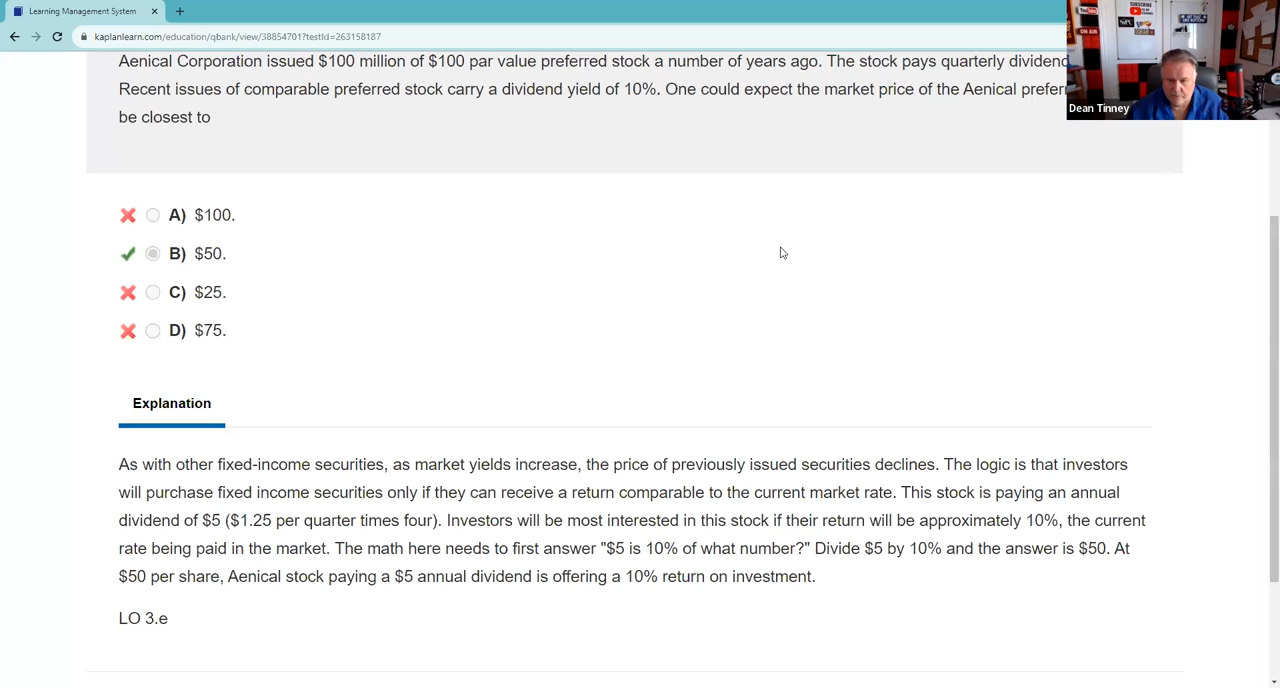 Learning Management System
kaplanlearn.com/education/qbank/view/38854701?testId=263158187
SUBSCRIBE
SIPC
ON AIR
Dean Tinney
Aenical Corporation issued $100 million of $100 par value preferred stock a number of years ago. The stock pays quarterly dividend
Recent issues of comparable preferred stock carry a dividend yield of 10%. One could expect the market price of the Aenical prefer
be closest to
A) $100.
B) $50.
C) $25.
D) $75.
Explanation
As with other fixed-income securities, as market yields increase, the price of previously issued securities declines. The logic is that investors
will purchase fixed income securities only if they can receive a return comparable to the current market rate. This stock is paying an annual
dividend of $5 ($1.25 per quarter times four). Investors will be most interested in this stock if their return will be approximately 10%, the current
rate being paid in the market. The math here needs to first answer "$5 is 10% of what number?" Divide $5 by 10% and the answer is $50. At
$50 per share, Aenical stock paying a $5 annual dividend is offering a 10% return on investment.
LO 3.e